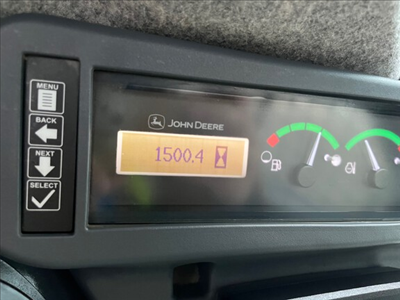 MENU
BACK
NEXT
SELECT
JOHN DEERE
1500.4